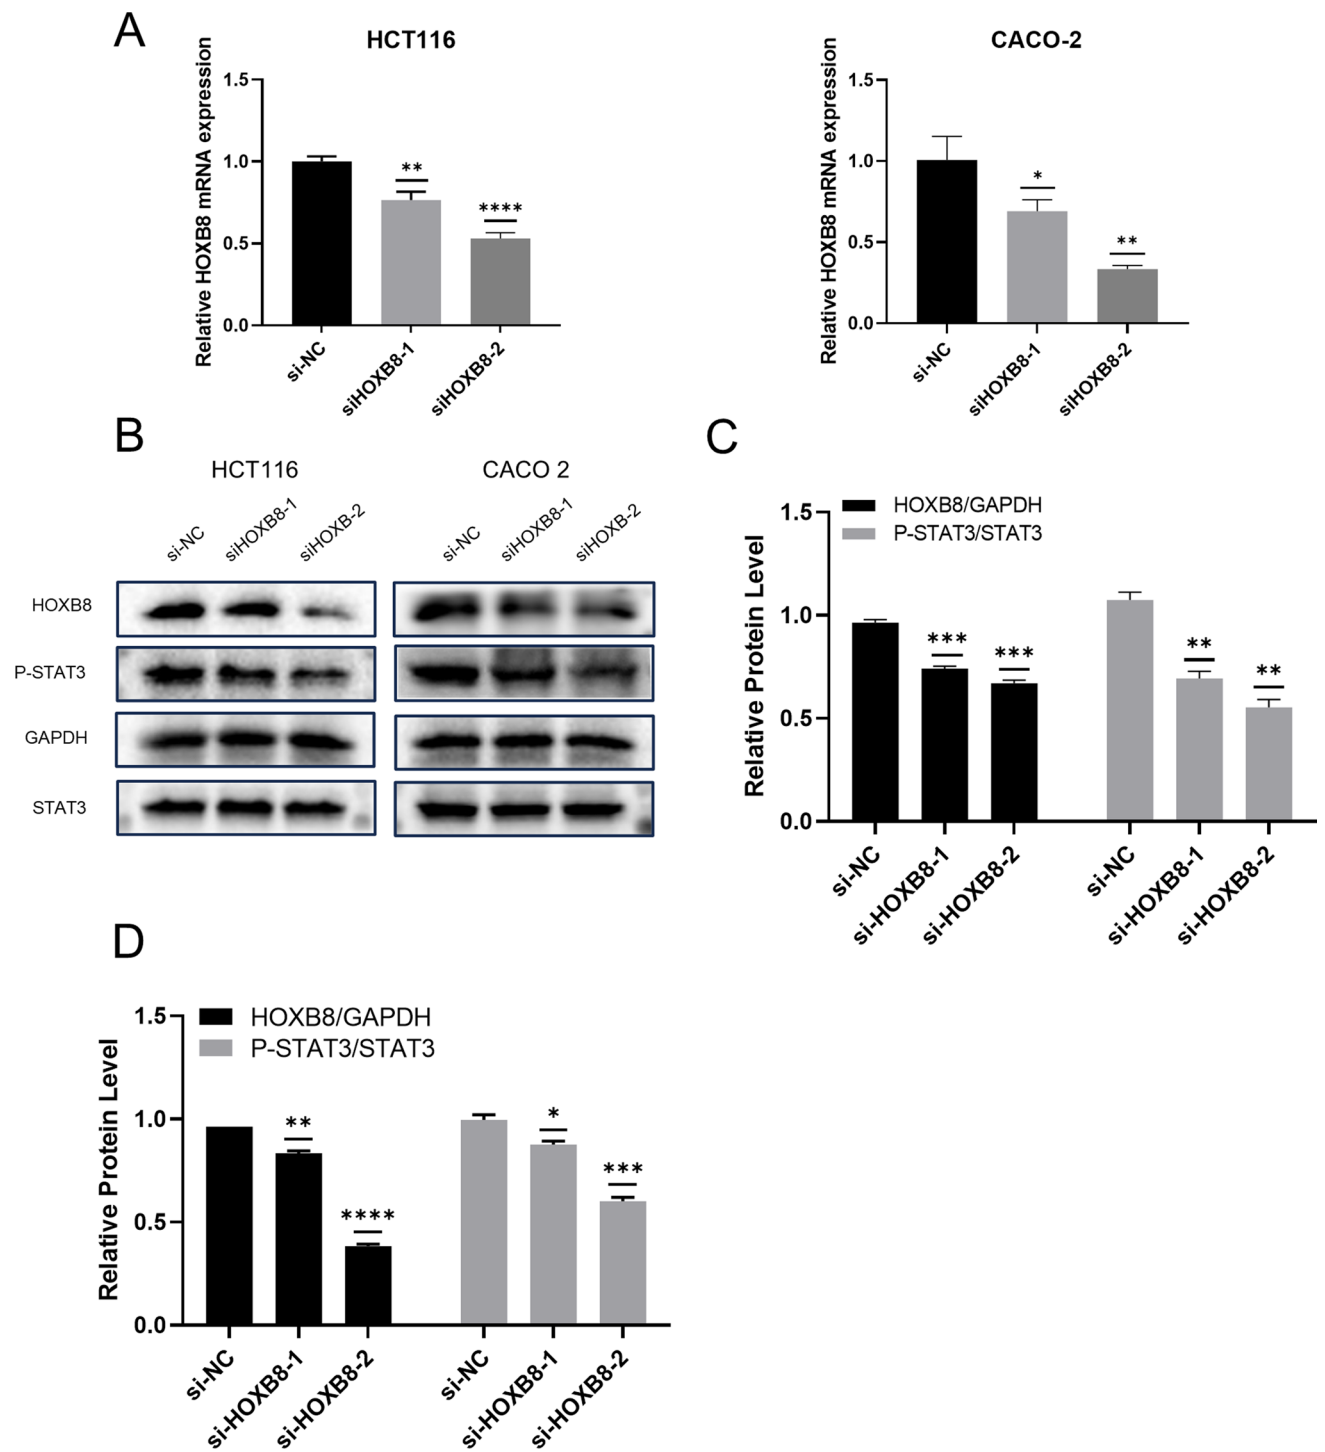 A
HCT116
Relative HOXB8 mRNA expression
1.5
1.0
0.5
0.0
**
****
si-NC
siHOXB8-1
siHOXB8-2
CACO-2
Relative HOXB8 mRNA expression
1.5
1.0
0.5
0.0
*
**
si-NC
siHOXB8-1
siHOXB8-2
B
HCT116
CACO 2
si-NC
siHOXB8-1
siHOXB-2
si-NC
siHOXB8-1
siHOXB-2
HOXB8
P-STAT3
GAPDH
STAT3
C
HOXB8/GAPDH
P-STAT3/STAT3
Relative Protein Level
1.5
1.0
0.5
0.0
***
***
**
**
si-NC
si-HOXB8-1
si-HOXB8-2
si-NC
si-HOXB8-1
si-HOXB8-2
D
HOXB8/GAPDH
P-STAT3/STAT3
Relative Protein Level
1.5
1.0
0.5
0.0
**
****
*
***
si-NC
si-HOXB8-1
si-HOXB8-2
si-NC
si-HOXB8-1
si-HOXB8-2